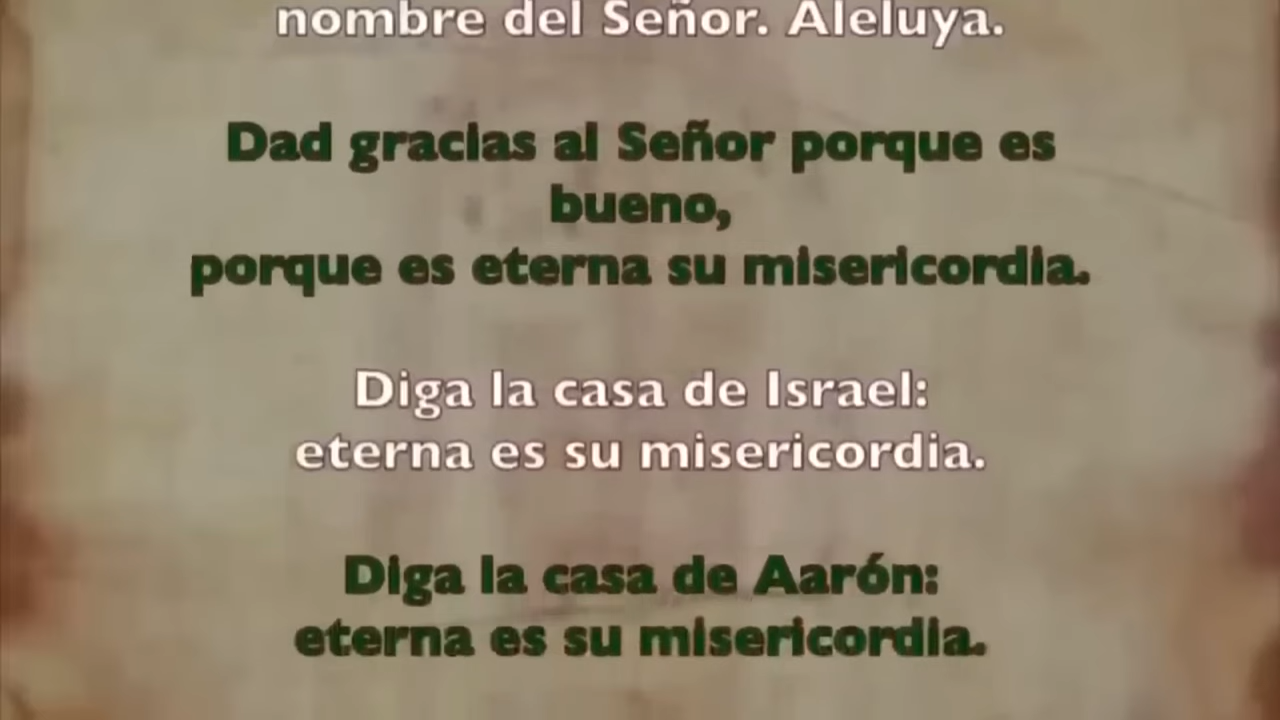 nombre del Señor. Aleluya.
Dad gracias al Señor porque es
bueno,
porque es eterna su misericordia.
Diga la casa de Israel:
eterna es su misericordia.
Diga la casa de Aarón:
eterna es su misericordia.